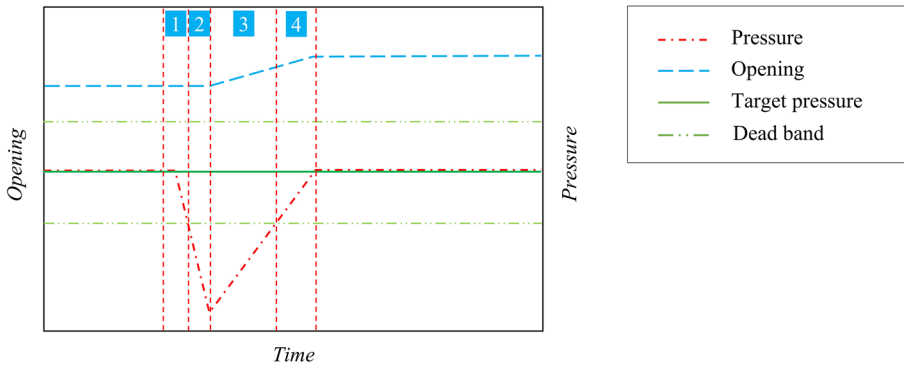 1 2 3 4
Opening
Pressure
Time
Pressure
Opening
Target pressure
Dead band